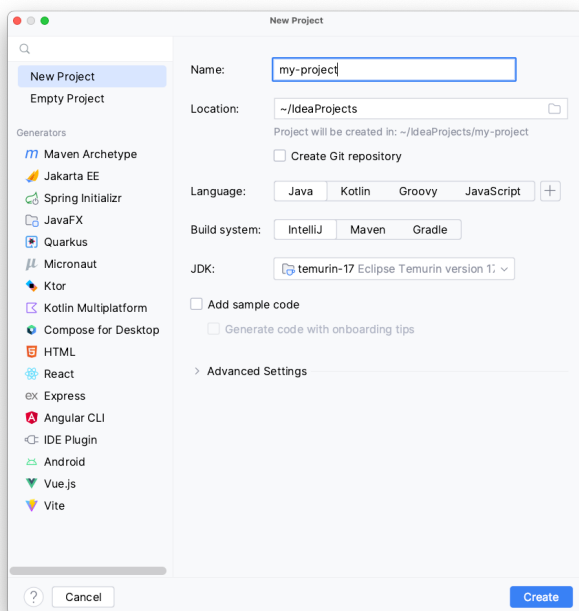 New Project
New Project
Empty Project
Generators
Maven Archetype
Jakarta EE
Spring Initializr
JavaFX
Quarkus
Micronaut
Ktor
Kotlin Multiplatform
Compose for Desktop
HTML
React
ex Express
Angular CLI
IDE Plugin
Android
Vue.js
Vite
Name: my-project
Location: ~/IdeaProjects
Project will be created in: ~/IdeaProjects/my-project
Create Git repository
Language: Java Kotlin Groovy JavaScript +
Build system: IntelliJ Maven Gradle
JDK: temurin-17 Eclipse Temurin version 17
Add sample code
Generate code with onboarding tips
Advanced Settings
? Cancel Create